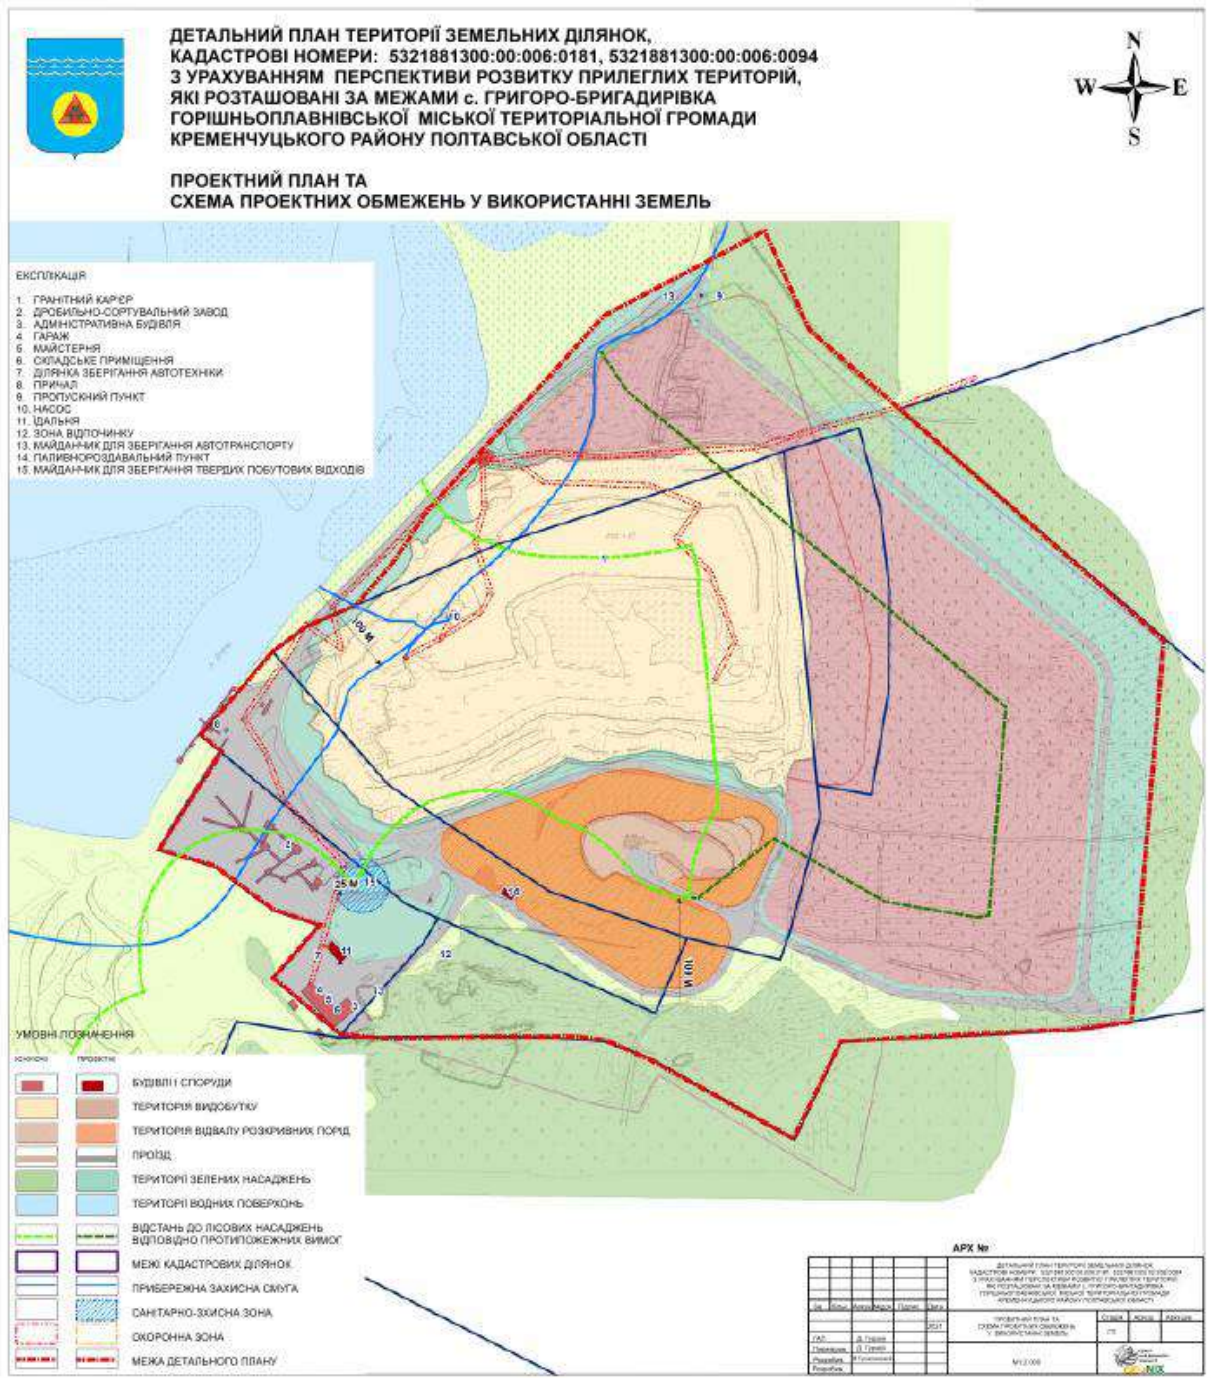 ДЕТАЛЬНИЙ ПЛАН ТЕРИТОРІЇ ЗЕМЕЛЬНИХ ДІЛЯНОК,
КАДАСТРОВІ НОМЕРИ: 5321881300:00:006:0181, 5321881300:00:006:0094
З УРАХУВАННЯМ ПЕРСПЕКТИВИ РОЗВИТКУ ПРИЛЕГЛИХ ТЕРИТОРІЙ,
ЯКІ РОЗТАШОВАНІ ЗА МЕЖАМИ с. ГРИГОРО-БРИГАДИРІВКА
ГОРІШНЬОПЛАВНІВСЬКОЇ МІСЬКОЇ ТЕРИТОРІАЛЬНОЇ ГРОМАДИ
КРЕМЕНЧУЦЬКОГО РАЙОНУ ПОЛТАВСЬКОЇ ОБЛАСТІ
ПРОЕКТНИЙ ПЛАН ТА
СХЕМА ПРОЕКТНИХ ОБМЕЖЕНЬ У ВИКОРИСТАННІ ЗЕМЕЛЬ
N
W E
S
ЕКСПЛІКАЦІЯ
1. ГРАНІТНИЙ КАР'ЄР
2. ДРОБИЛЬНО-СОРТУВАЛЬНИЙ ЗАВОД
3. АДМІНІСТРАТИВНА БУДІВЛЯ
4. ГАРАЖ
5. МАЙСТЕРНЯ
6. СКЛАДСЬКЕ ПРИМІЩЕННЯ
7. ДІЛЯНКА ЗБЕРІГАННЯ АВТОТЕХНІКИ
8. ПРИЧАЛ
9. ПРОПУСКНИЙ ПУНКТ
10. НАСОС
11. ЇДАЛЬНЯ
12. ЗОНА ВІДПОЧИНКУ
13. МАЙДАНЧИК ДЛЯ ЗБЕРІГАННЯ АВТОТРАНСПОРТУ
14. ПАЛИВНОРОЗДАВАЛЬНИЙ ПУНКТ
15. МАЙДАНЧИК ДЛЯ ЗБЕРІГАННЯ ТВЕРДИХ ПОБУТОВИХ ВІДХОДІВ
13 9
100 М
2
25 М 15
11
7
12
УМОВНІ ПОЗНАЧЕННЯ
ІСНУЮЧІ ПРОЕКТНІ
БУДІВЛІ І СПОРУДИ
ТЕРИТОРІЯ ВИДОБУТКУ
ТЕРИТОРІЯ ВІДВАЛУ РОЗКРИВНИХ ПОРІД
ПРОЇЗД
ТЕРИТОРІЇ ЗЕЛЕНИХ НАСАДЖЕНЬ
ТЕРИТОРІЇ ВОДНИХ ПОВЕРХОНЬ
ВІДСТАНЬ ДО ЛІСОВИХ НАСАДЖЕНЬ
ВІДПОВІДНО ПРОТИПОЖЕЖНИХ ВИМОГ
МЕЖІ КАДАСТРОВИХ ДІЛЯНОК
ПРИБЕРЕЖНА ЗАХИСНА СМУГА
САНІТАРНО-ЗХИСНА ЗОНА
ОХОРОННА ЗОНА
МЕЖА ДЕТАЛЬНОГО ПЛАНУ
АРХ №
2021